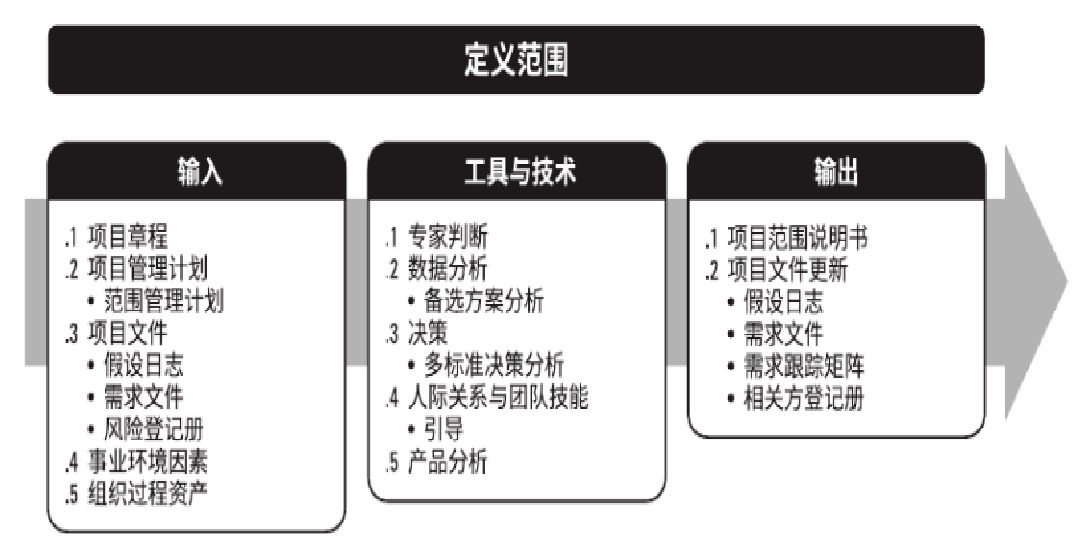 定义范围
输入
.1 项目章程
.2 项目管理计划
• 范围管理计划
.3 项目文件
• 假设日志
• 需求文件
• 风险登记册
.4 事业环境因素
.5 组织过程资产
工具与技术
.1 专家判断
.2 数据分析
• 备选方案分析
.3 决策
• 多标准决策分析
.4 人际关系与团队技能
• 引导
.5 产品分析
输出
.1 项目范围说明书
.2 项目文件更新
• 假设日志
• 需求文件
• 需求跟踪矩阵
• 相关方登记册